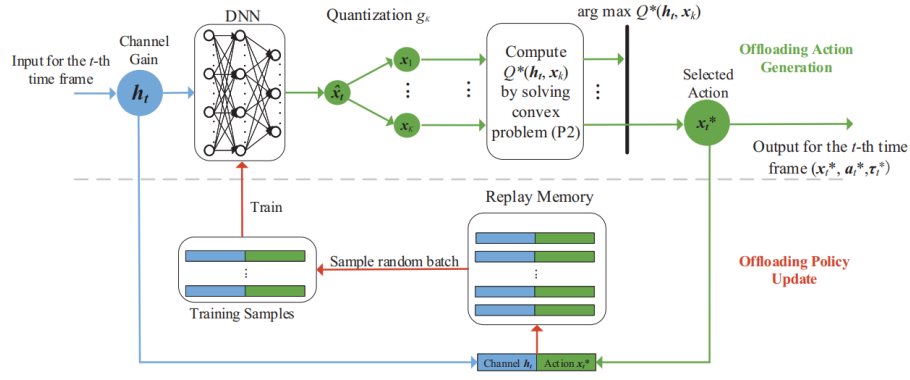 DNN
Quantization g_K
arg max Q*(h_t, x_k)
Input for the t-th
time frame
Channel
Gain
h_t
x̂_t
x_1
x_K
Compute
Q*(h_t, x_k)
by solving
convex
problem (P2)
Offloading Action
Generation
Selected
Action
x_t*
Output for the t-th time
frame (x_t*, a_t*, τ_t*)
Train
Replay Memory
Sample random batch
Training Samples
Offloading Policy
Update
Channel h_t
Action x_t*